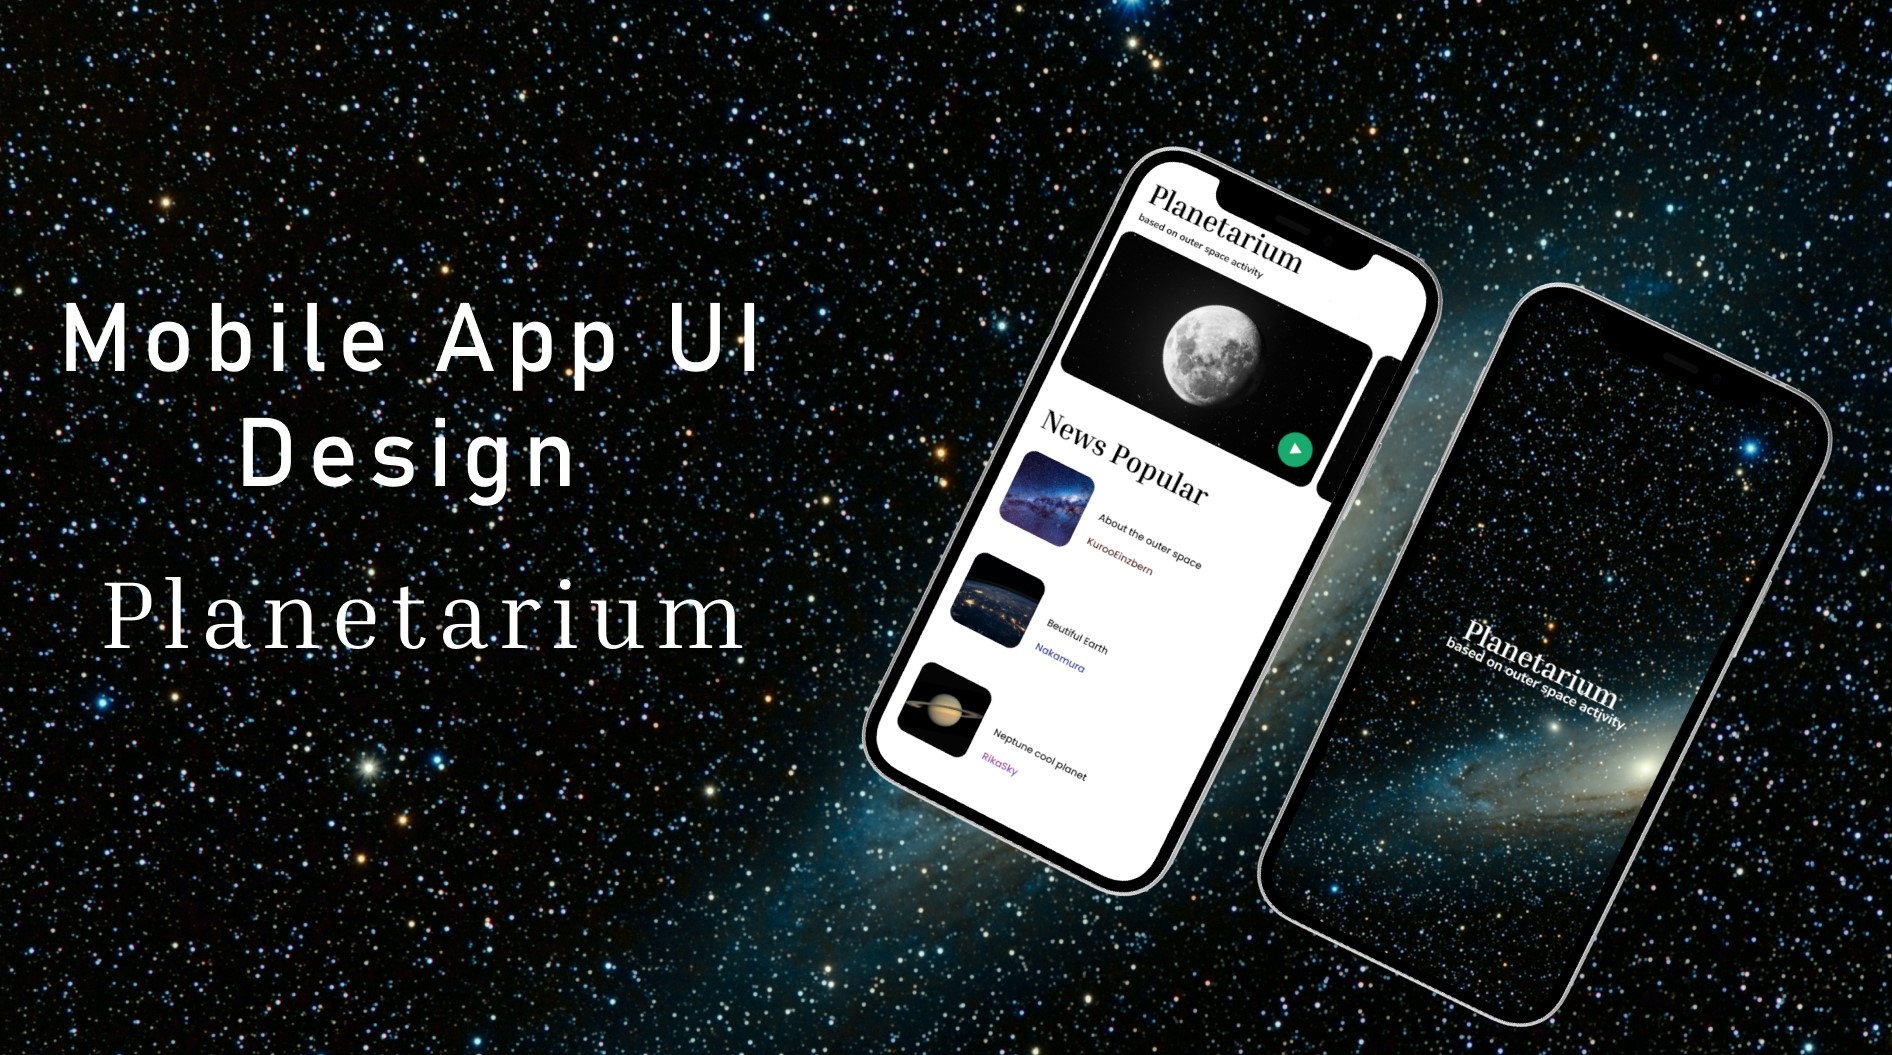 Mobile App UI
Design
Planetarium
Planetarium
based on outer space activity
News Popular
About the outer space
KurooEinzbern
Beutiful Earth
Nakamura
Neptune cool planet
RikaSky
Planetarium
based on outer space activity